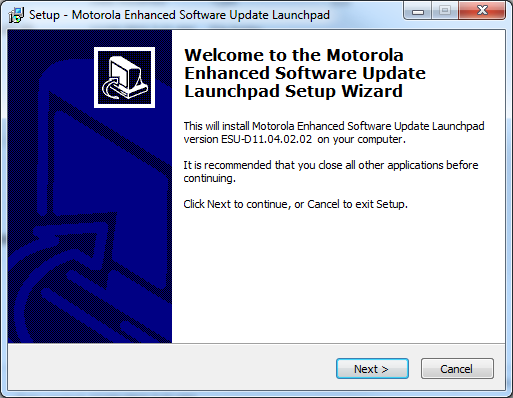 Setup - Motorola Enhanced Software Update Launchpad
Welcome to the Motorola
Enhanced Software Update
Launchpad Setup Wizard
This will install Motorola Enhanced Software Update Launchpad
version ESU-D11.04.02.02 on your computer.
It is recommended that you close all other applications before
continuing.
Click Next to continue, or Cancel to exit Setup.
Next >
Cancel